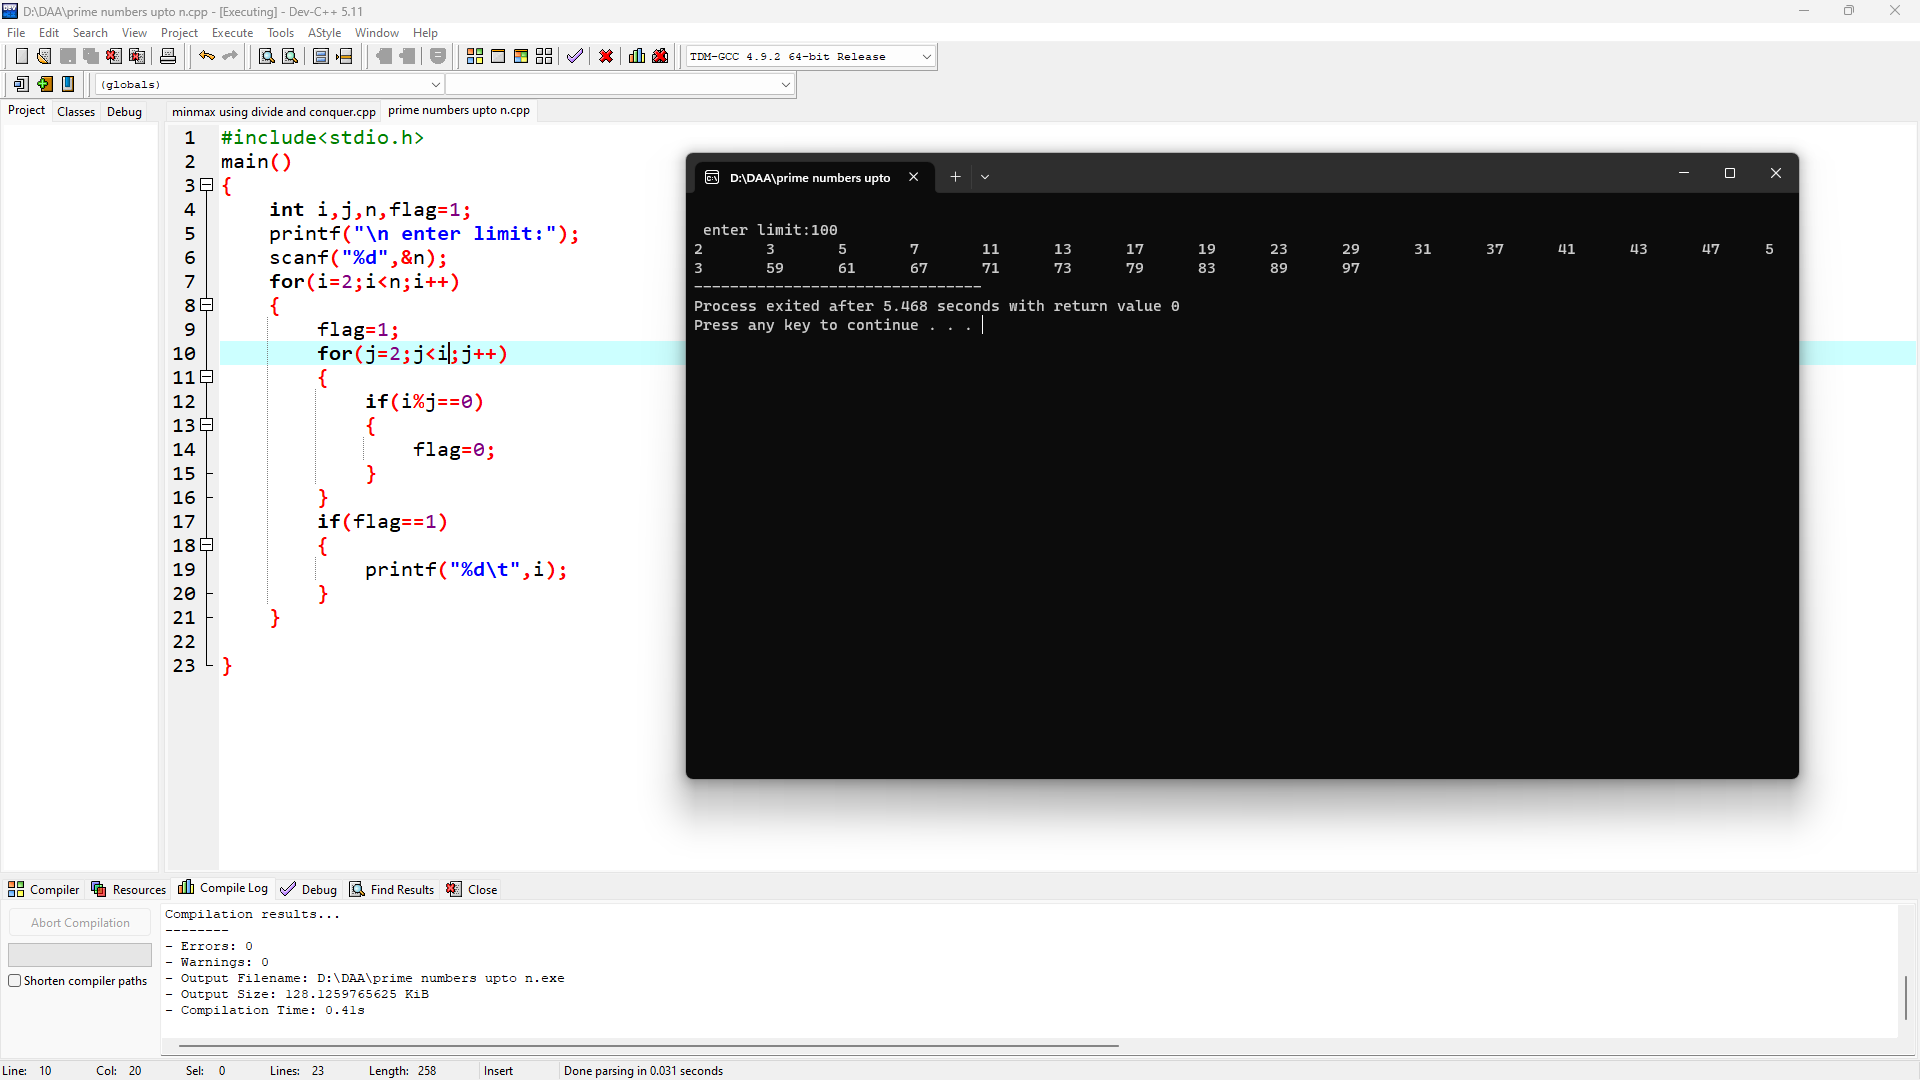 D:\DAA\prime numbers upto n.cpp - [Executing] - Dev-C++ 5.11
File Edit Search View Project Execute Tools AStyle Window Help
TDM-GCC 4.9.2 64-bit Release
(globals)
Project Classes Debug
minmax using divide and conquer.cpp prime numbers upto n.cpp
1 #include<stdio.h>
2 main()
3 {
4 int i,j,n,flag=1;
5 printf("\n enter limit:");
6 scanf("%d",&n);
7 for(i=2;i<n;i++)
8 {
9 flag=1;
10 for(j=2;j<i;j++)
11 {
12 if(i%j==0)
13 {
14 flag=0;
15 }
16 }
17 if(flag==1)
18 {
19 printf("%d\t",i);
20 }
21 }
22
23 }
D:\DAA\prime numbers upto
enter limit:100
2 3 5 7 11 13 17 19 23 29 31 37 41 43 47 5
3 59 61 67 71 73 79 83 89 97
--------------------------------
Process exited after 5.468 seconds with return value 0
Press any key to continue . . .
Compiler Resources Compile Log Debug Find Results Close
Abort Compilation
Shorten compiler paths
Compilation results...
--------
- Errors: 0
- Warnings: 0
- Output Filename: D:\DAA\prime numbers upto n.exe
- Output Size: 128.1259765625 KiB
- Compilation Time: 0.41s
Line: 10 Col: 20 Sel: 0 Lines: 23 Length: 258 Insert Done parsing in 0.031 seconds